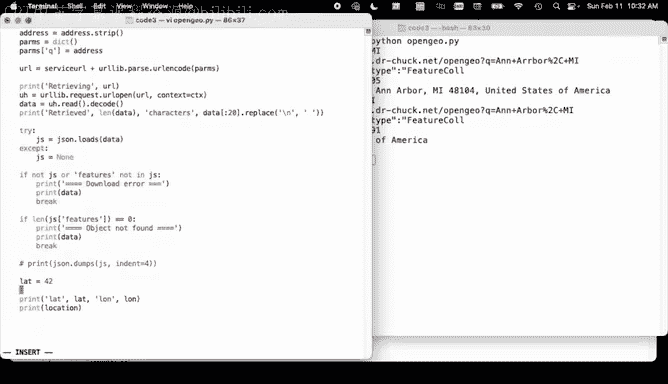 Terminal Shell Edit View Window Help
Sun Feb 11 10:32 AM
code3 — vi opengeo.py — 86×37
address = address.strip()
parms = dict()
parms['q'] = address
url = serviceurl + urllib.parse.urlencode(parms)
print('Retrieving', url)
uh = urllib.request.urlopen(url, context=ctx)
data = uh.read().decode()
print('Retrieved', len(data), 'characters', data[:20].replace('\n', ' '))
try:
js = json.loads(data)
except:
js = None
if not js or 'features' not in js:
print('==== Download error ===')
print(data)
break
if len(js['features']) == 0:
print('==== Object not found ====')
print(data)
break
# print(json.dumps(js, indent=4))
lat = 42
print('lat', lat, 'lon', lon)
print(location)
-- INSERT --
python opengeo.py
MI
.dr-chuck.net/opengeo?q=Ann+Arrbor%2C+MI
type":"FeatureColl
05
Ann Arbor, MI 48104, United States of America
I
.dr-chuck.net/opengeo?q=Ann+Arbor%2C+MI
type":"FeatureColl
91
of America